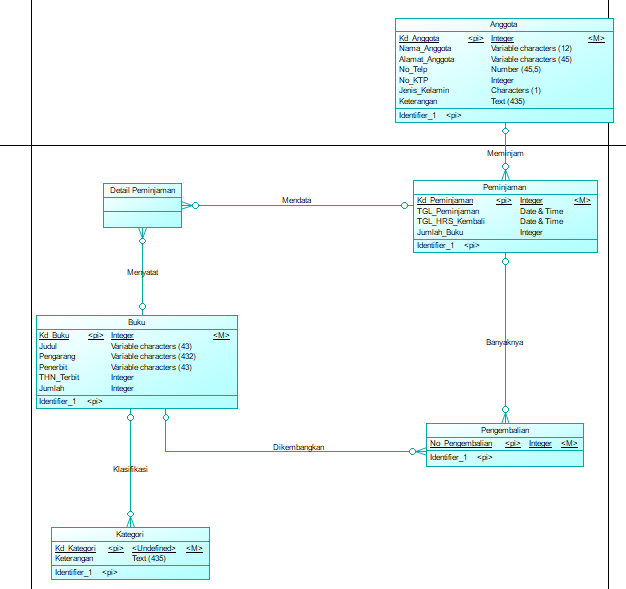 Anggota
Kd_Anggota <pi> Integer <M>
Nama_Anggota Variable characters (12)
Alamat_Anggota Variable characters (45)
No_Telp Number (45,5)
No_KTP Integer
Jenis_Kelamin Characters (1)
Keterangan Text (435)
Identifier_1 <pi>
Meminjam
Detail Peminjaman
Mendata
Peminjaman
Kd_Peminjaman <pi> Integer <M>
TGL_Peminjaman Date & Time
TGL_HRS_Kembali Date & Time
Jumlah_Buku Integer
Identifier_1 <pi>
Menyatat
Buku
Kd_Buku <pi> Integer <M>
Judul Variable characters (43)
Pengarang Variable characters (432)
Penerbit Variable characters (43)
THN_Terbit Integer
Jumlah Integer
Identifier_1 <pi>
Banyaknya
Pengembalian
No_Pengembalian <pi> Integer <M>
Identifier_1 <pi>
Dikembangkan
Klasifikasi
Kategori
Kd_Kategori <pi> <Undefined> <M>
Keterangan Text (435)
Identifier_1 <pi>